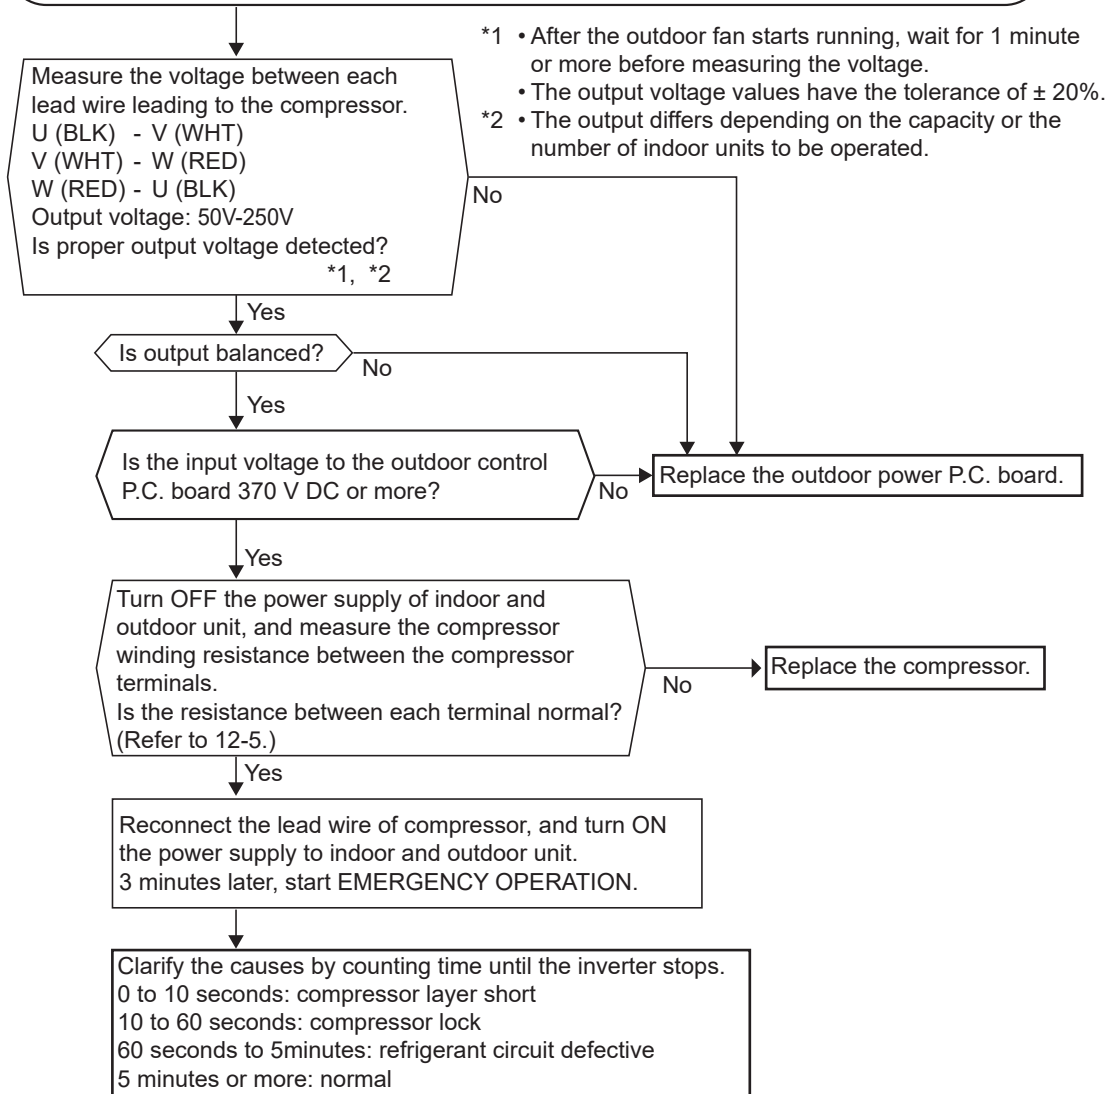 *1 • After the outdoor fan starts running, wait for 1 minute
or more before measuring the voltage.
• The output voltage values have the tolerance of ± 20%.
*2 • The output differs depending on the capacity or the
number of indoor units to be operated.
Measure the voltage between each
lead wire leading to the compressor.
U (BLK) - V (WHT)
V (WHT) - W (RED)
W (RED) - U (BLK)
Output voltage: 50V-250V
Is proper output voltage detected?
*1, *2
No
Yes
Is output balanced?
No
Yes
Is the input voltage to the outdoor control
P.C. board 370 V DC or more?
No
Replace the outdoor power P.C. board.
Yes
Turn OFF the power supply of indoor and
outdoor unit, and measure the compressor
winding resistance between the compressor
terminals.
Is the resistance between each terminal normal?
(Refer to 12-5.)
No
Replace the compressor.
Yes
Reconnect the lead wire of compressor, and turn ON
the power supply to indoor and outdoor unit.
3 minutes later, start EMERGENCY OPERATION.
Clarify the causes by counting time until the inverter stops.
0 to 10 seconds: compressor layer short
10 to 60 seconds: compressor lock
60 seconds to 5minutes: refrigerant circuit defective
5 minutes or more: normal